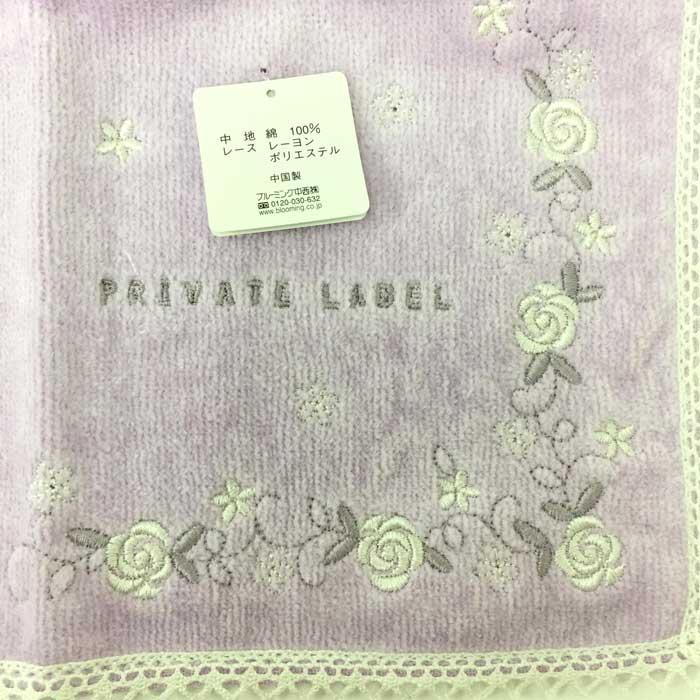 中 地 綿 100%
レース レーヨン
ポリエステル
中国製
ブルーミング中西㈱
0120-030-632
www.blooming.co.jp
PRIVATE LABEL